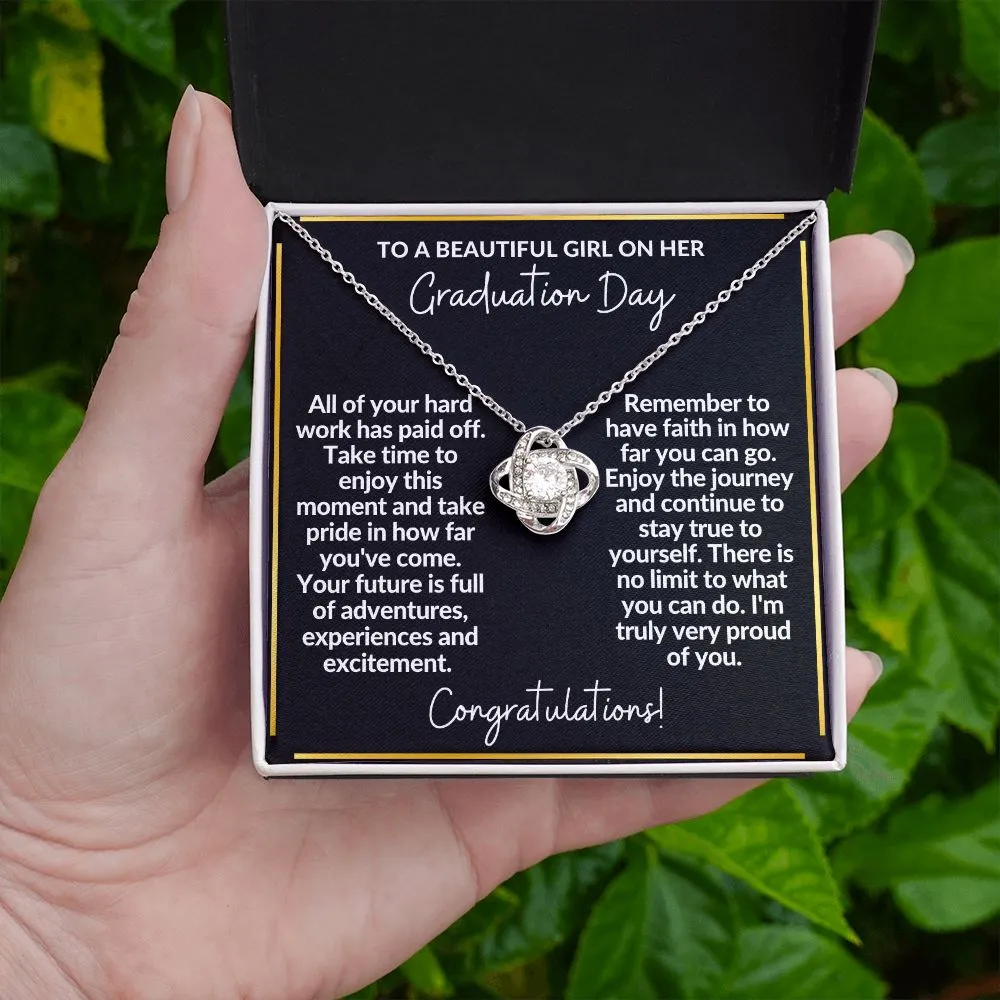 TO A BEAUTIFUL GIRL ON HER
Graduation Day
All of your hard
work has paid off.
Take time to
enjoy this
moment and take
pride in how far
you've come.
Your future is full
of adventures,
experiences and
excitement.
Remember to
have faith in how
far you can go.
Enjoy the journey
and continue to
stay true to
yourself. There is
no limit to what
you can do. I'm
truly very proud
of you.
Congratulations!